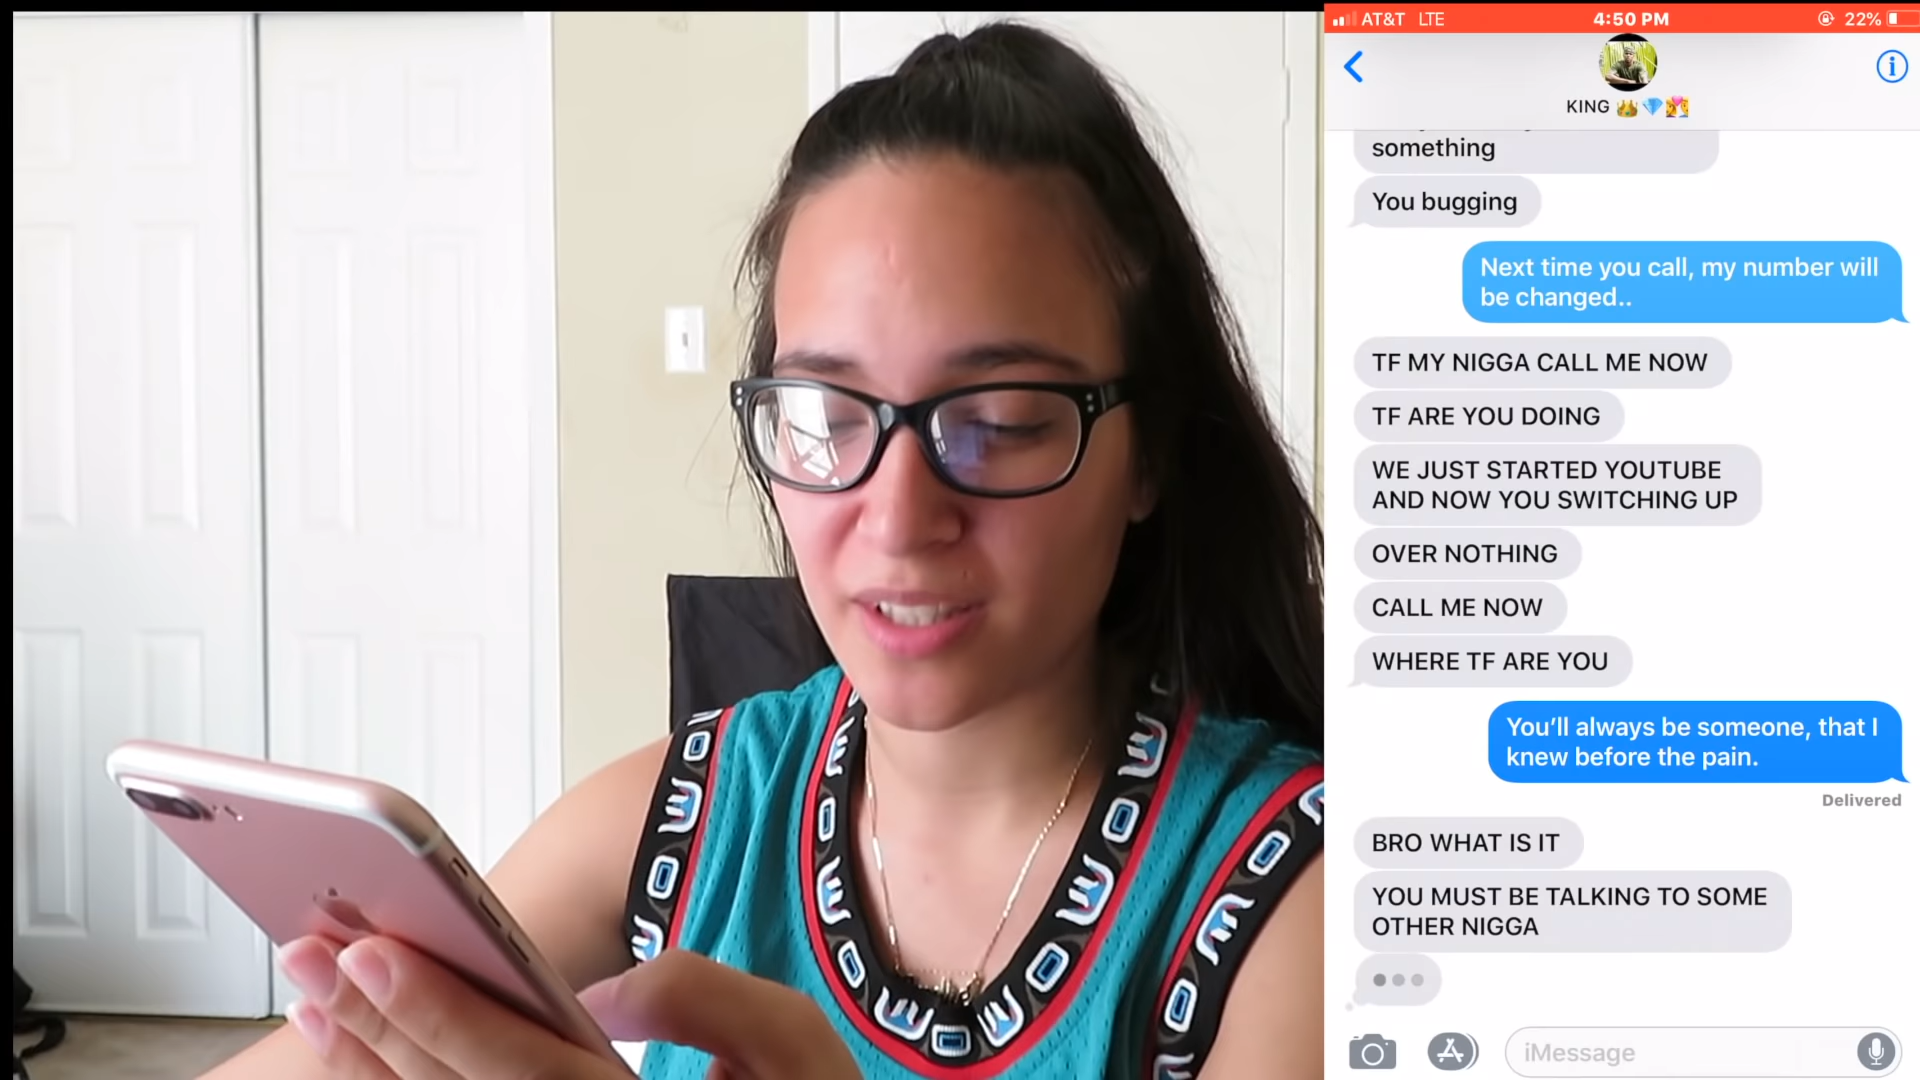 AT&T LTE 4:50 PM 22%
KING 👑💎💏
something
You bugging
Next time you call, my number will
be changed..
TF MY NIGGA CALL ME NOW
TF ARE YOU DOING
WE JUST STARTED YOUTUBE
AND NOW YOU SWITCHING UP
OVER NOTHING
CALL ME NOW
WHERE TF ARE YOU
You’ll always be someone, that I
knew before the pain.
Delivered
BRO WHAT IS IT
YOU MUST BE TALKING TO SOME
OTHER NIGGA
iMessage